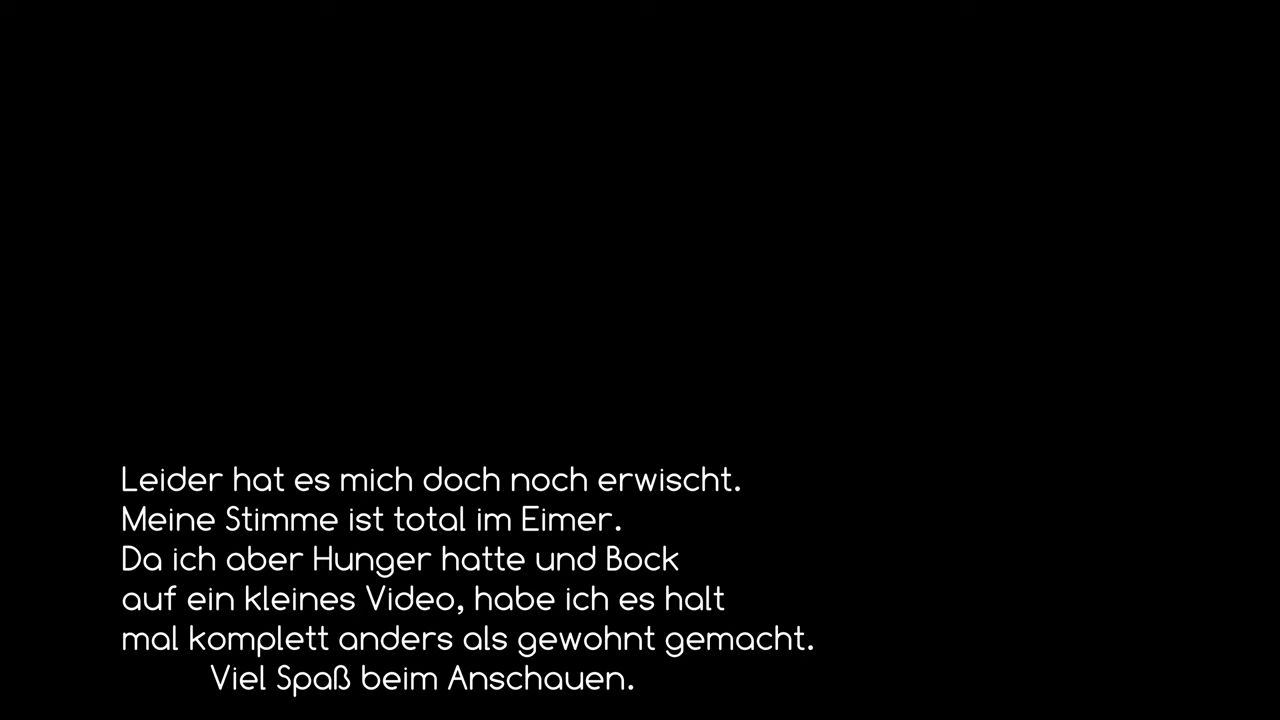 Leider hat es mich doch noch erwischt.
Meine Stimme ist total im Eimer.
Da ich aber Hunger hatte und Bock
auf ein kleines Video, habe ich es halt
mal komplett anders als gewohnt gemacht.
Viel Spaß beim Anschauen.